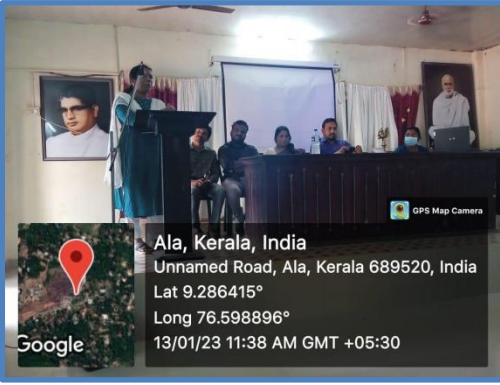 GPS Map Camera
Ala, Kerala, India
Unnamed Road, Ala, Kerala 689520, India
Lat 9.286415°
Long 76.598896°
13/01/23 11:38 AM GMT +05:30
Google